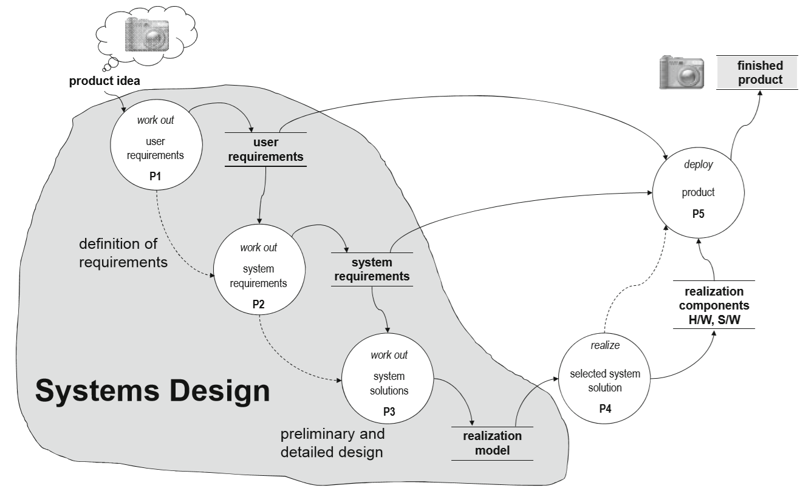 product idea
work out
user
requirements
P1
user
requirements
definition of
requirements
work out
system
requirements
P2
system
requirements
work out
system
solutions
P3
Systems Design
preliminary and
detailed design
realization
model
realize
selected system
solution
P4
realization
components
H/W, S/W
deploy
product
P5
finished
product